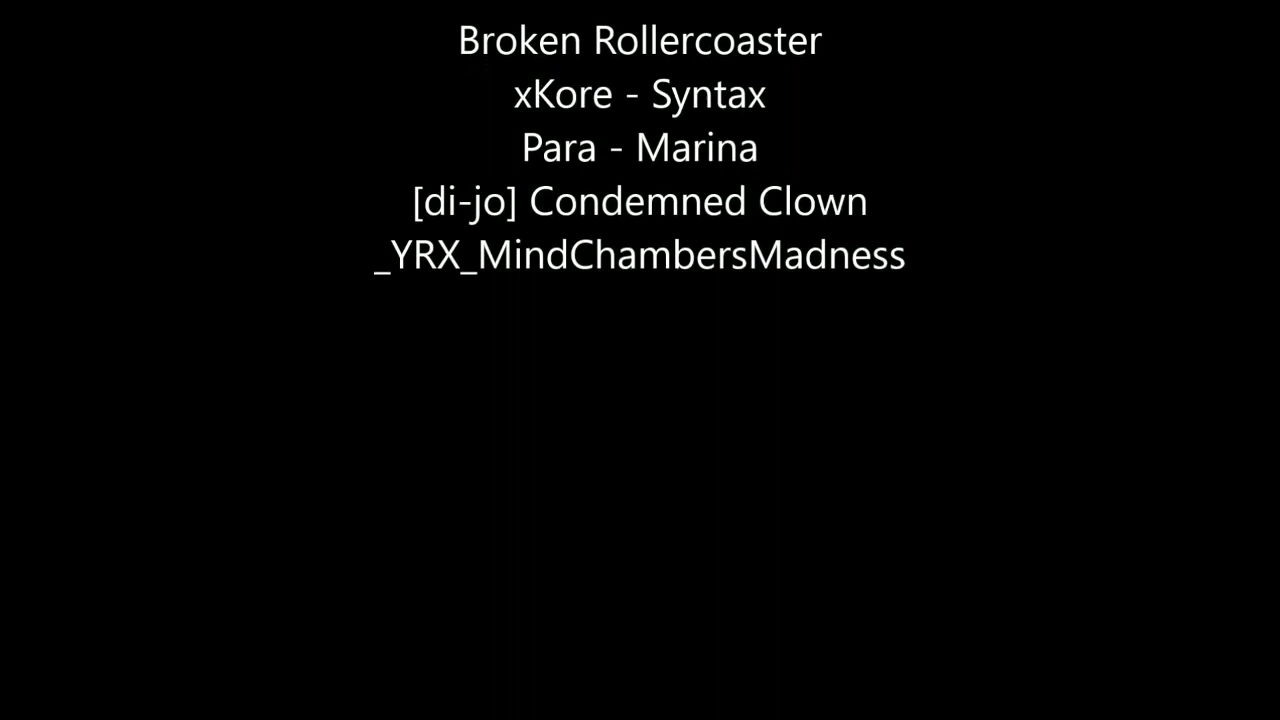 Broken Rollercoaster
xKore - Syntax
Para - Marina
[di-jo] Condemned Clown
_YRX_MindChambersMadness